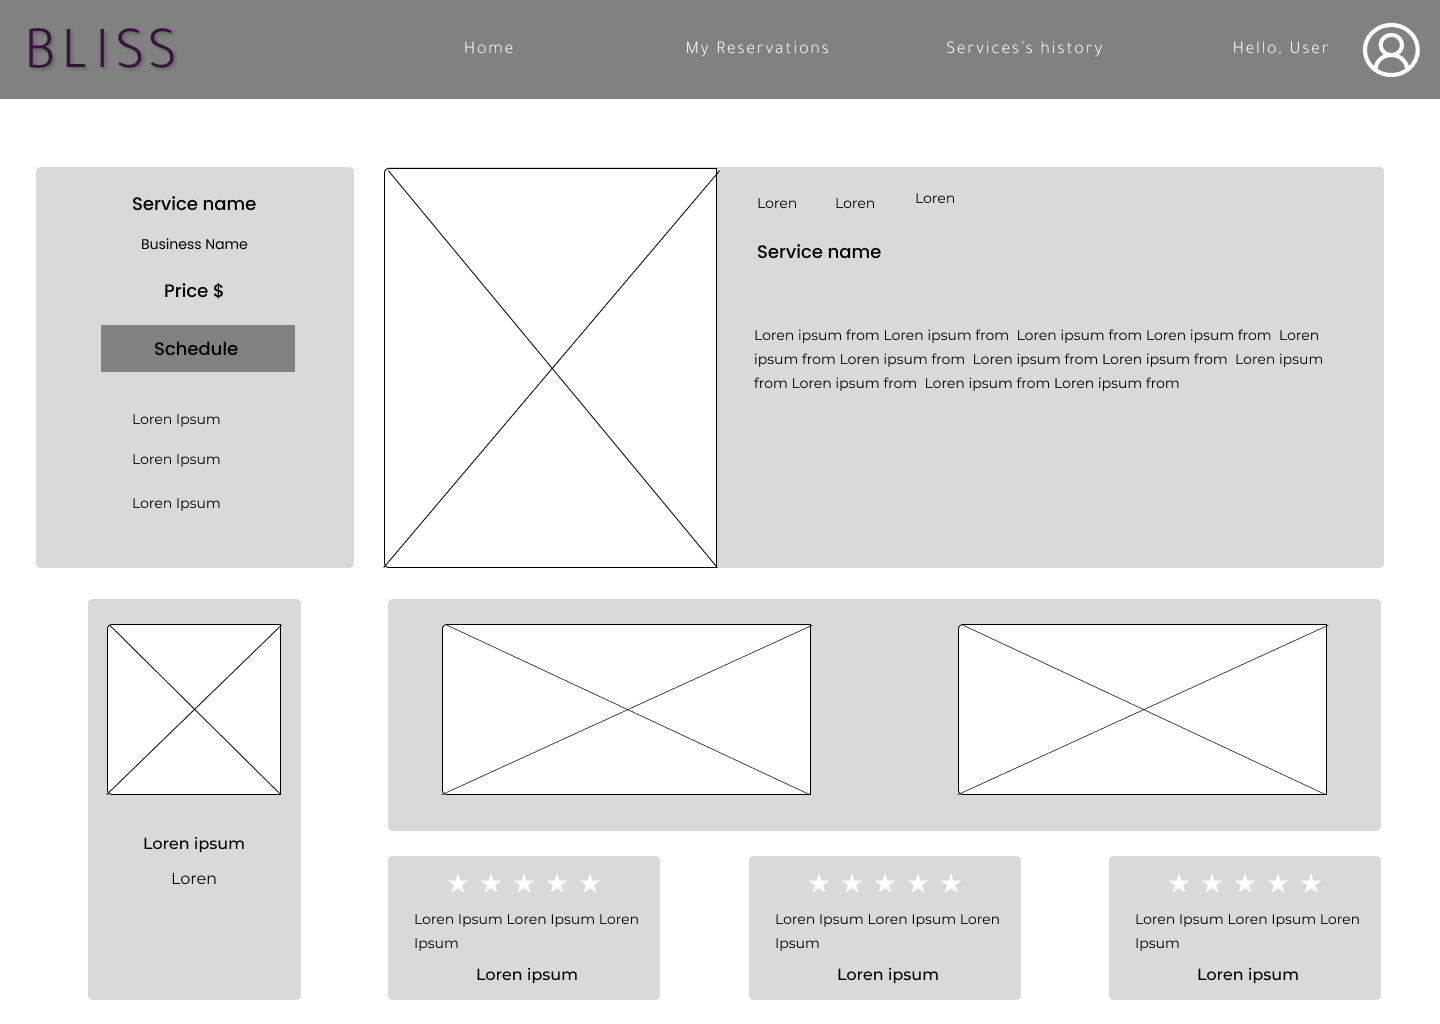 BLISS
Home
My Reservations
Services's history
Hello, User
Service name
Business Name
Price $
Schedule
Loren Ipsum
Loren Ipsum
Loren Ipsum
Loren
Loren
Loren
Service name
Loren ipsum from Loren ipsum from  Loren ipsum from Loren ipsum from  Loren
ipsum from Loren ipsum from  Loren ipsum from Loren ipsum from  Loren ipsum
from Loren ipsum from  Loren ipsum from Loren ipsum from
Loren ipsum
Loren
Loren Ipsum Loren Ipsum Loren
Ipsum
Loren ipsum
Loren Ipsum Loren Ipsum Loren
Ipsum
Loren ipsum
Loren Ipsum Loren Ipsum Loren
Ipsum
Loren ipsum